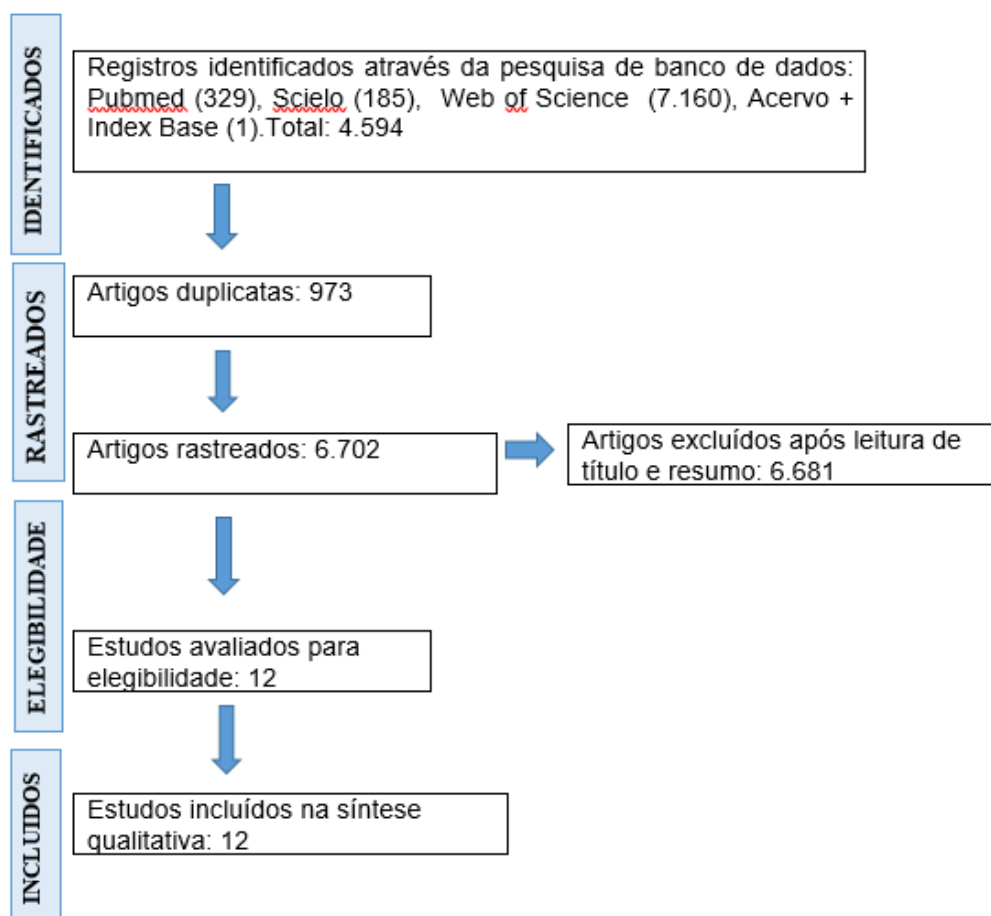 IDENTIFICADOS
Registros identificados através da pesquisa de banco de dados:
Pubmed (329), Scielo (185), Web of Science (7.160), Acervo +
Index Base (1).Total: 4.594
RASTREADOS
Artigos duplicatas: 973
Artigos rastreados: 6.702
Artigos excluídos após leitura de
título e resumo: 6.681
ELEGIBILIDADE
Estudos avaliados para
elegibilidade: 12
INCLUIDOS
Estudos incluídos na síntese
qualitativa: 12